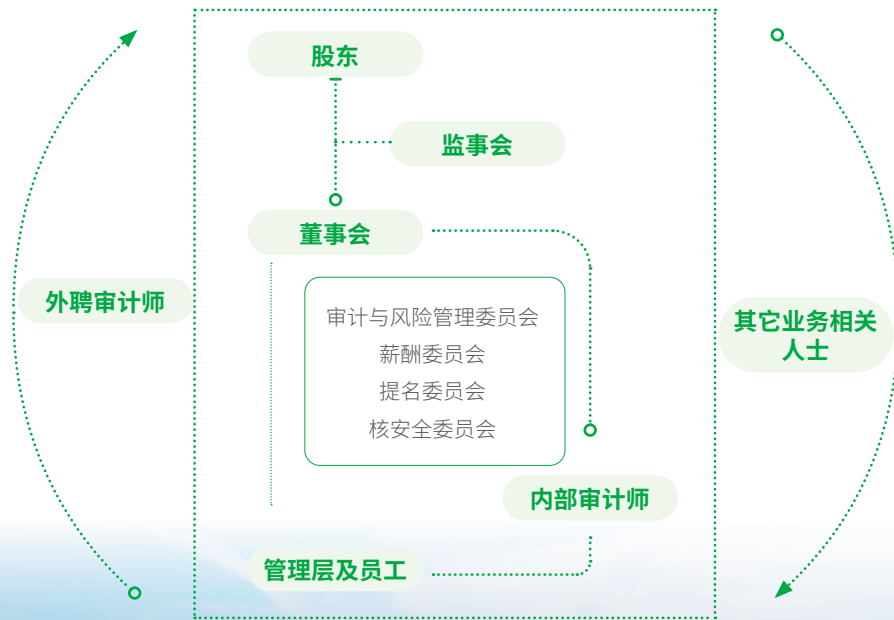 股东
监事会
董事会
外聘审计师
审计与风险管理委员会
薪酬委员会
提名委员会
核安全委员会
其它业务相关
人士
内部审计师
管理层及员工